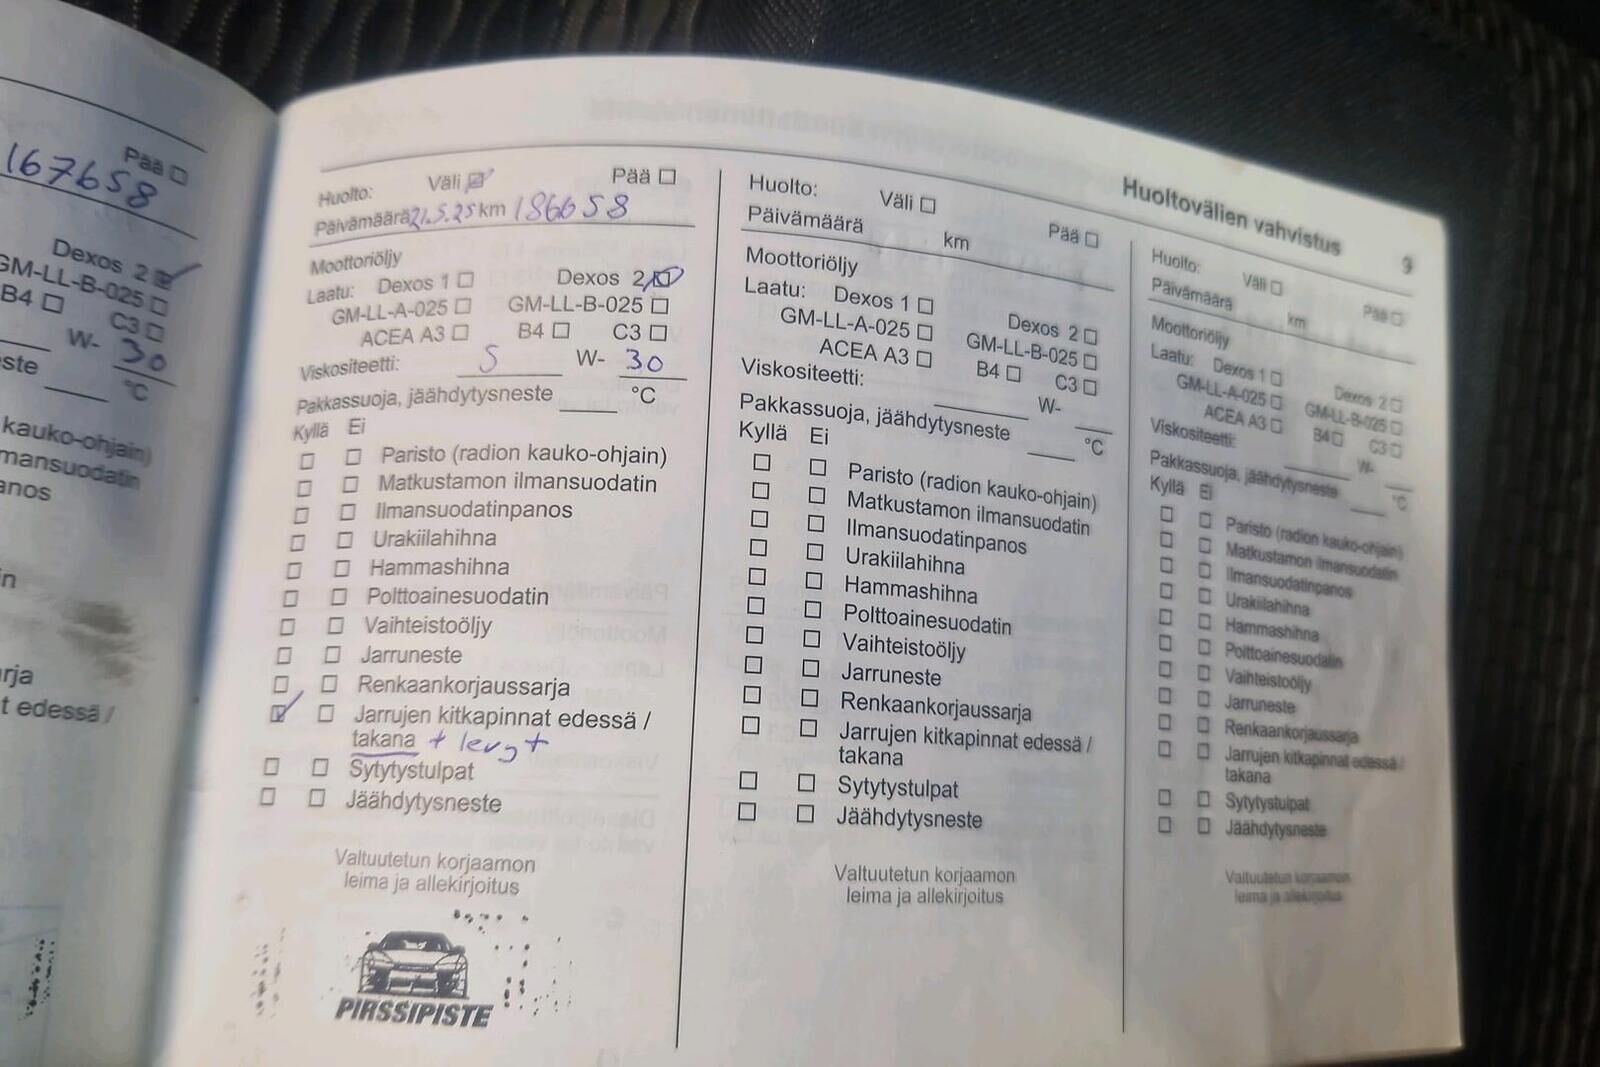 Pää ☐
167658
Dexos 2 ☑
GM-LL-B-025 ☐
B4 ☐ C3 ☐
W- 30
°C
kauko-ohjain)
edessä /
Huolto: Väli ☑ Pää ☐
Päivämäärä 21.5.25 km 186658
Moottoriöljy
Laatu: Dexos 1 ☐ Dexos 2 ☑
GM-LL-A-025 ☐ GM-LL-B-025 ☐
ACEA A3 ☐ B4 ☐ C3 ☐
Viskositeetti: 5 W- 30
Pakkassuoja, jäähdytysneste ____ °C
Kyllä Ei
☐ ☐ Paristo (radion kauko-ohjain)
☐ ☐ Matkustamon ilmansuodatin
☐ ☐ Ilmansuodatinpanos
☐ ☐ Urakiilahihna
☐ ☐ Hammashihna
☐ ☐ Polttoainesuodatin
☐ ☐ Vaihteistoöljy
☐ ☐ Jarruneste
☐ ☐ Renkaankorjaussarja
☑ ☐ Jarrujen kitkapinnat edessä /
takana + levyt
☐ ☐ Sytytystulpat
☐ ☐ Jäähdytysneste
Valtuutetun korjaamon
leima ja allekirjoitus
PIRSSIPISTE
Huolto: Väli ☐ Pää ☐
Päivämäärä km
Moottoriöljy
Laatu: Dexos 1 ☐ Dexos 2 ☐
GM-LL-A-025 ☐ GM-LL-B-025 ☐
ACEA A3 ☐ B4 ☐ C3 ☐
Viskositeetti: ____ W- ____
Pakkassuoja, jäähdytysneste ____ °C
Kyllä Ei
☐ ☐ Paristo (radion kauko-ohjain)
☐ ☐ Matkustamon ilmansuodatin
☐ ☐ Ilmansuodatinpanos
☐ ☐ Urakiilahihna
☐ ☐ Hammashihna
☐ ☐ Polttoainesuodatin
☐ ☐ Vaihteistoöljy
☐ ☐ Jarruneste
☐ ☐ Renkaankorjaussarja
☐ ☐ Jarrujen kitkapinnat edessä /
takana
☐ ☐ Sytytystulpat
☐ ☐ Jäähdytysneste
Valtuutetun korjaamon
leima ja allekirjoitus
Huoltovälien vahvistus 9
Huolto: Väli ☐ Pää ☐
Päivämäärä km
Moottoriöljy
Laatu: Dexos 1 ☐ Dexos 2 ☐
GM-LL-A-025 ☐ GM-LL-B-025 ☐
ACEA A3 ☐ B4 ☐ C3 ☐
Viskositeetti: ____ W- ____
Pakkassuoja, jäähdytysneste ____ °C
Kyllä Ei
☐ ☐ Paristo (radion kauko-ohjain)
☐ ☐ Matkustamon ilmansuodatin
☐ ☐ Ilmansuodatinpanos
☐ ☐ Urakiilahihna
☐ ☐ Hammashihna
☐ ☐ Polttoainesuodatin
☐ ☐ Vaihteistoöljy
☐ ☐ Jarruneste
☐ ☐ Renkaankorjaussarja
☐ ☐ Jarrujen kitkapinnat edessä /
takana
☐ ☐ Sytytystulpat
☐ ☐ Jäähdytysneste
Valtuutetun korjaamon
leima ja allekirjoitus